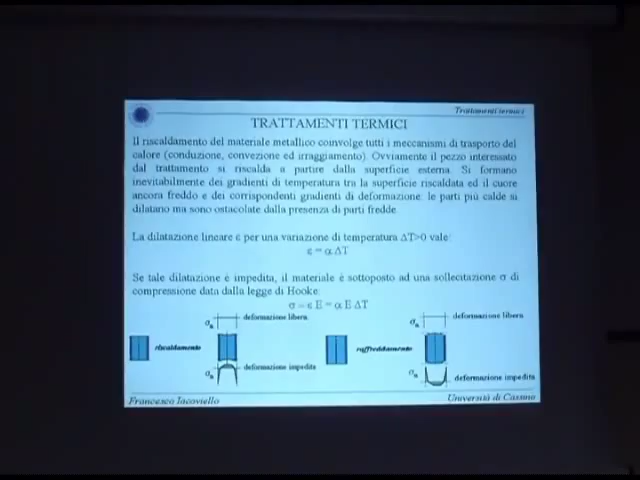 Trattamenti termici
TRATTAMENTI TERMICI
Il riscaldamento del materiale metallico coinvolge tutti i meccanismi di trasporto del
calore (conduzione, convezione ed irraggiamento). Ovviamente il pezzo interessato
dal trattamento si riscalda a partire dalla superficie esterna. Si formano
inevitabilmente dei gradienti di temperatura tra la superficie riscaldata ed il cuore
ancora freddo e dei corrispondenti gradienti di deformazione: le parti più calde si
dilatano ma sono ostacolate dalla presenza di parti fredde.
La dilatazione lineare ε per una variazione di temperatura ΔT>0 vale:
ε = α ΔT
Se tale dilatazione è impedita, il materiale è sottoposto ad una sollecitazione σ di
compressione data dalla legge di Hooke:
σ = ε E = α E ΔT
σₐ deformazione libera
σₐ deformazione libera
riscaldamento
raffreddamento
σₐ deformazione impedita
σₐ deformazione impedita
Francesco Iacoviello
Università di Cassino